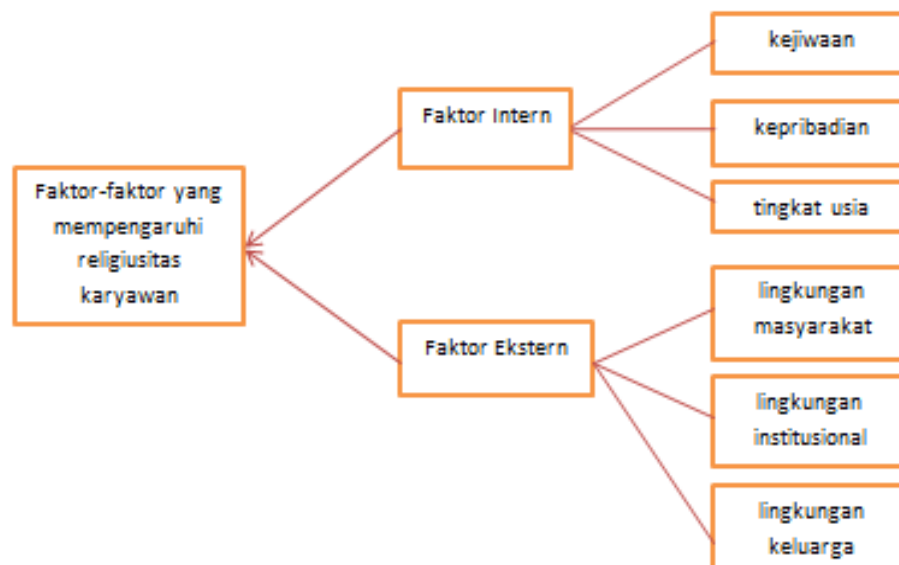 Faktor-faktor yang
mempengaruhi
religiusitas
karyawan
Faktor Intern
kejiwaan
kepribadian
tingkat usia
Faktor Ekstern
lingkungan
masyarakat
lingkungan
institusional
lingkungan
keluarga